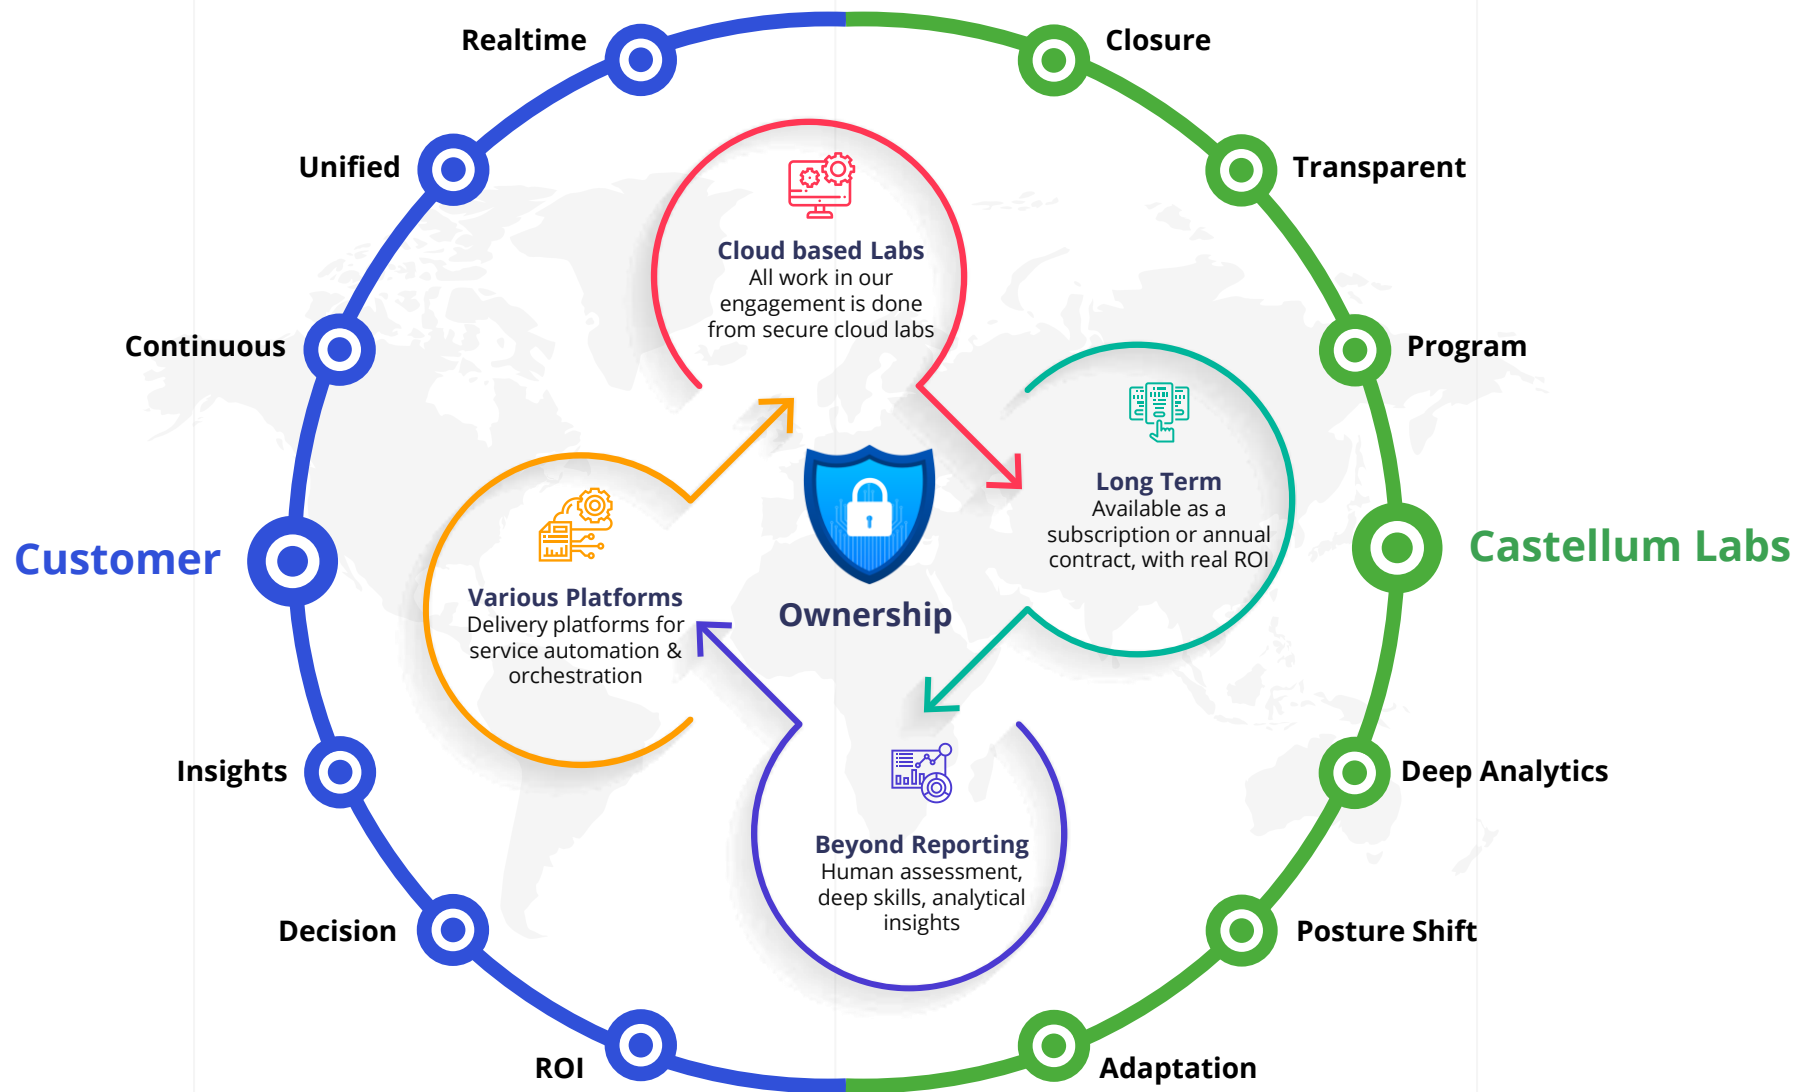 Realtime
Closure
Unified
Transparent
Cloud based Labs
All work in our
engagement is done
from secure cloud labs
Continuous
Program
Long Term
Available as a
subscription or annual
contract, with real ROI
Customer
Castellum Labs
Various Platforms
Delivery platforms for
service automation &
orchestration
Ownership
Insights
Deep Analytics
Beyond Reporting
Human assessment,
deep skills, analytical
insights
Decision
Posture Shift
ROI
Adaptation